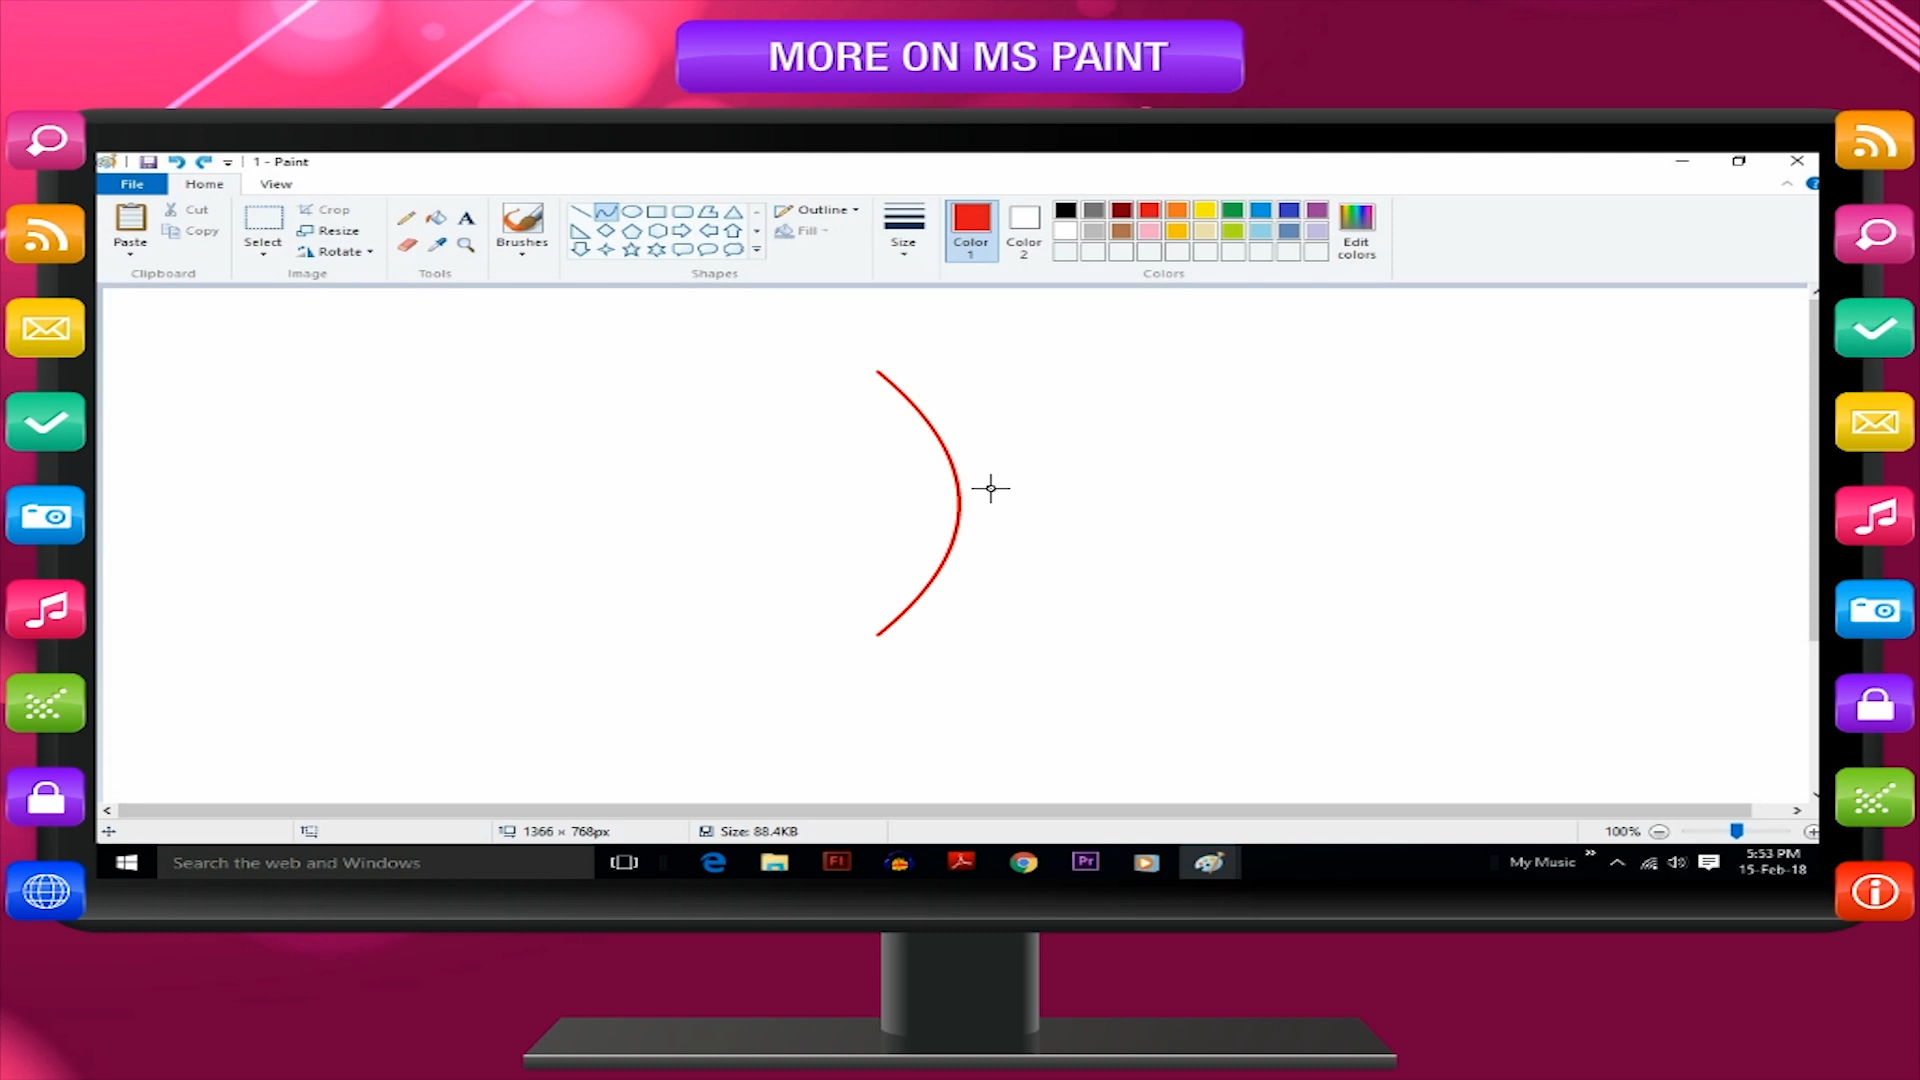 MORE ON MS PAINT
1 - Paint
File Home View
Paste
Cut
Copy
Clipboard
Select
Crop
Resize
Rotate
Image
A
Tools
Brushes
Outline
Fill
Shapes
Size
Color
1
Color
2
Edit
colors
Colors
1366 × 768px
Size: 88.4KB
100%
Search the web and Windows
Fl
Pr
My Music
5:53 PM
15-Feb-18